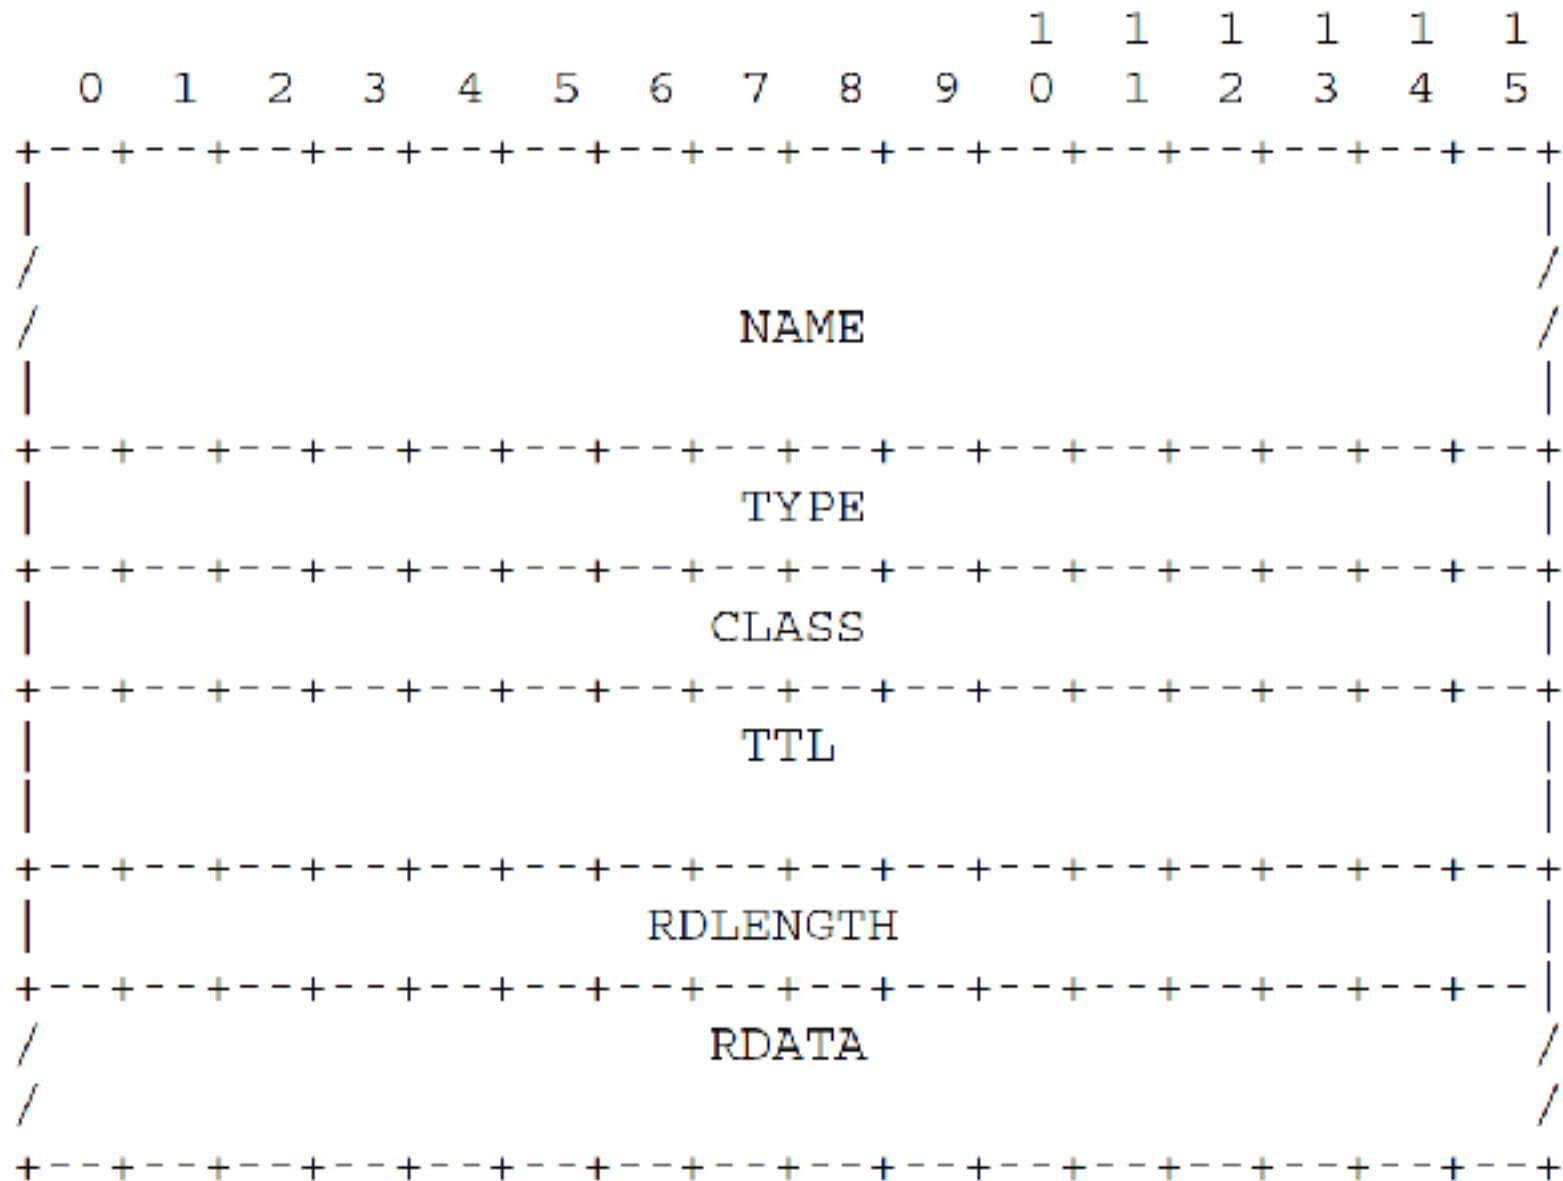 1  1  1  1  1  1
  0  1  2  3  4  5  6  7  8  9  0  1  2  3  4  5
+--+--+--+--+--+--+--+--+--+--+--+--+--+--+--+--+
|                                               |
/                                               /
/                      NAME                     /
|                                               |
+--+--+--+--+--+--+--+--+--+--+--+--+--+--+--+--+
|                      TYPE                     |
+--+--+--+--+--+--+--+--+--+--+--+--+--+--+--+--+
|                     CLASS                     |
+--+--+--+--+--+--+--+--+--+--+--+--+--+--+--+--+
|                      TTL                      |
|                                               |
+--+--+--+--+--+--+--+--+--+--+--+--+--+--+--+--+
|                   RDLENGTH                    |
+--+--+--+--+--+--+--+--+--+--+--+--+--+--+--+--|
/                     RDATA                     /
/                                               /
+--+--+--+--+--+--+--+--+--+--+--+--+--+--+--+--+